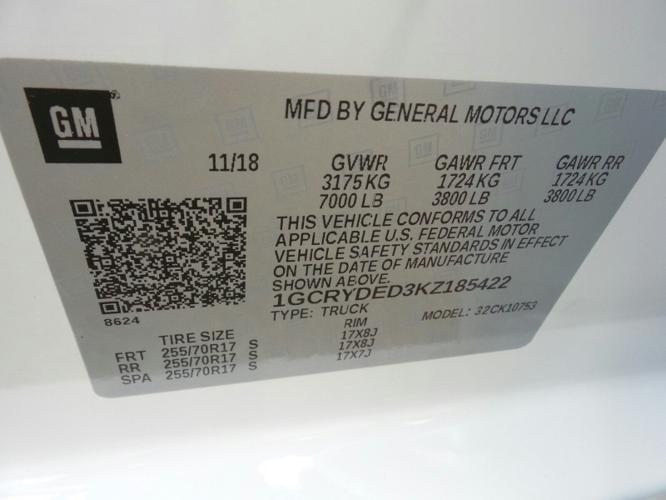 GM
MFD BY GENERAL MOTORS LLC
11/18 GVWR GAWR FRT GAWR RR
3175 KG 1724 KG 1724 KG
7000 LB 3800 LB 3800 LB
THIS VEHICLE CONFORMS TO ALL
APPLICABLE U.S. FEDERAL MOTOR
VEHICLE SAFETY STANDARDS IN EFFECT
ON THE DATE OF MANUFACTURE
SHOWN ABOVE.
1GCRYDED3KZ185422
TYPE: TRUCK MODEL: 32CK10753
8624
TIRE SIZE RIM
FRT 255/70R17 S 17X8J
RR 255/70R17 S 17X8J
SPA 255/70R17 S 17X7J